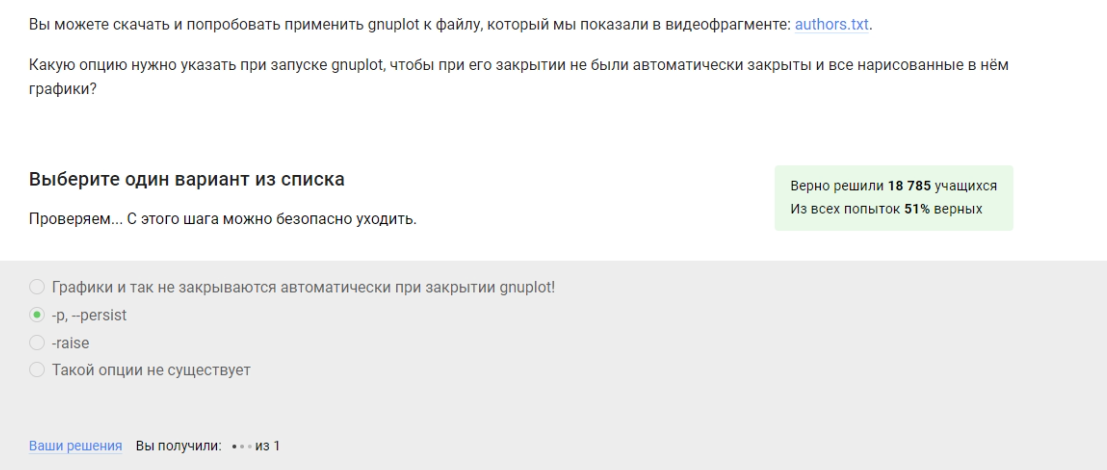 Вы можете скачать и попробовать применить gnuplot к файлу, который мы показали в видеофрагменте: authors.txt.
Какую опцию нужно указать при запуске gnuplot, чтобы при его закрытии не были автоматически закрыты и все нарисованные в нём
графики?
Выберите один вариант из списка
Проверяем... С этого шага можно безопасно уходить.
Верно решили 18 785 учащихся
Из всех попыток 51% верных
Графики и так не закрываются автоматически при закрытии gnuplot!
-p, --persist
-raise
Такой опции не существует
Ваши решения Вы получили: ••• из 1